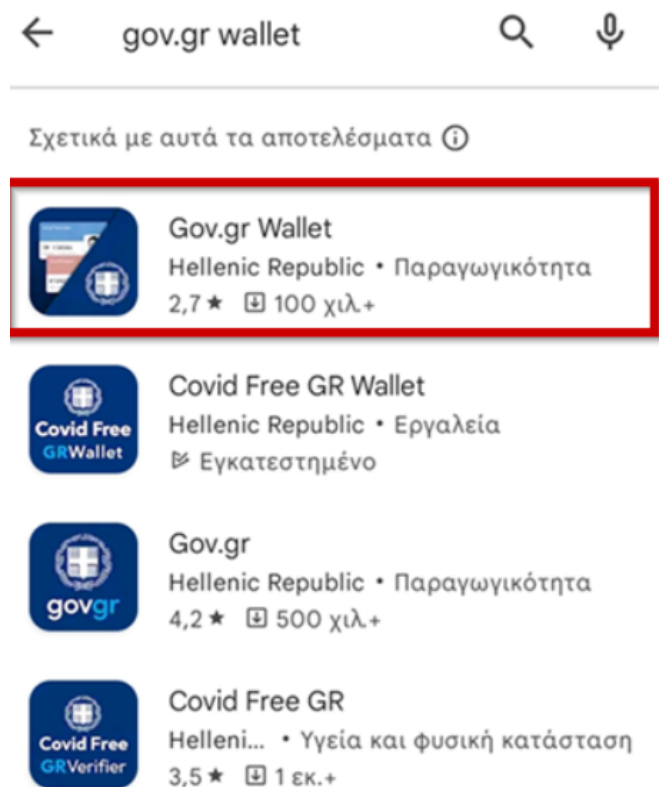 gov.gr wallet
Σχετικά με αυτά τα αποτελέσματα
Gov.gr Wallet
Hellenic Republic • Παραγωγικότητα
2,7 ★ 100 χιλ.+
Covid Free
GRWallet
Covid Free GR Wallet
Hellenic Republic • Εργαλεία
Εγκατεστημένο
govgr
Gov.gr
Hellenic Republic • Παραγωγικότητα
4,2 ★ 500 χιλ.+
Covid Free
GRVerifier
Covid Free GR
Helleni... • Υγεία και φυσική κατάσταση
3,5 ★ 1 εκ.+